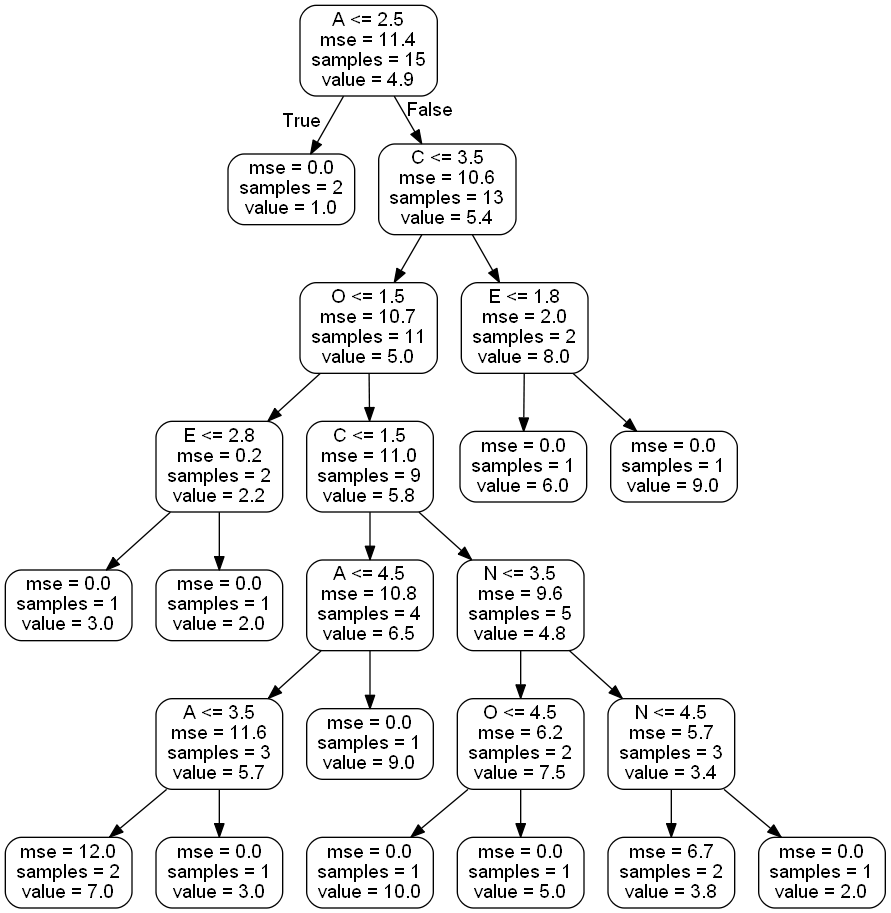 A <= 2.5
mse = 11.4
samples = 15
value = 4.9
True
False
mse = 0.0
samples = 2
value = 1.0
C <= 3.5
mse = 10.6
samples = 13
value = 5.4
O <= 1.5
mse = 10.7
samples = 11
value = 5.0
E <= 1.8
mse = 2.0
samples = 2
value = 8.0
E <= 2.8
mse = 0.2
samples = 2
value = 2.2
C <= 1.5
mse = 11.0
samples = 9
value = 5.8
mse = 0.0
samples = 1
value = 6.0
mse = 0.0
samples = 1
value = 9.0
mse = 0.0
samples = 1
value = 3.0
mse = 0.0
samples = 1
value = 2.0
A <= 4.5
mse = 10.8
samples = 4
value = 6.5
N <= 3.5
mse = 9.6
samples = 5
value = 4.8
A <= 3.5
mse = 11.6
samples = 3
value = 5.7
mse = 0.0
samples = 1
value = 9.0
O <= 4.5
mse = 6.2
samples = 2
value = 7.5
N <= 4.5
mse = 5.7
samples = 3
value = 3.4
mse = 12.0
samples = 2
value = 7.0
mse = 0.0
samples = 1
value = 3.0
mse = 0.0
samples = 1
value = 10.0
mse = 0.0
samples = 1
value = 5.0
mse = 6.7
samples = 2
value = 3.8
mse = 0.0
samples = 1
value = 2.0